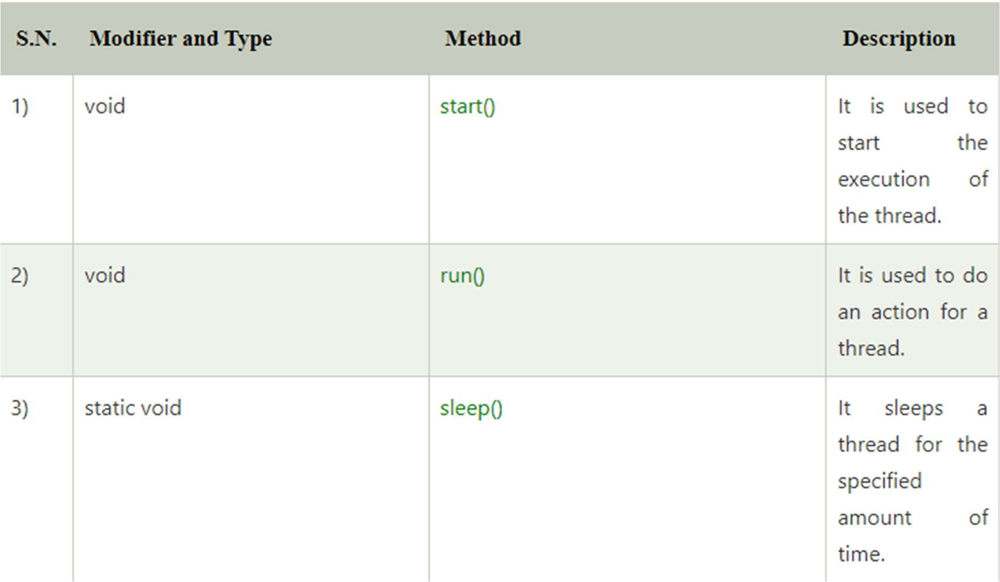 S.N. Modifier and Type Method Description
1) void start() It is used to
start the
execution of
the thread.
2) void run() It is used to do
an action for a
thread.
3) static void sleep() It sleeps a
thread for the
specified
amount of
time.